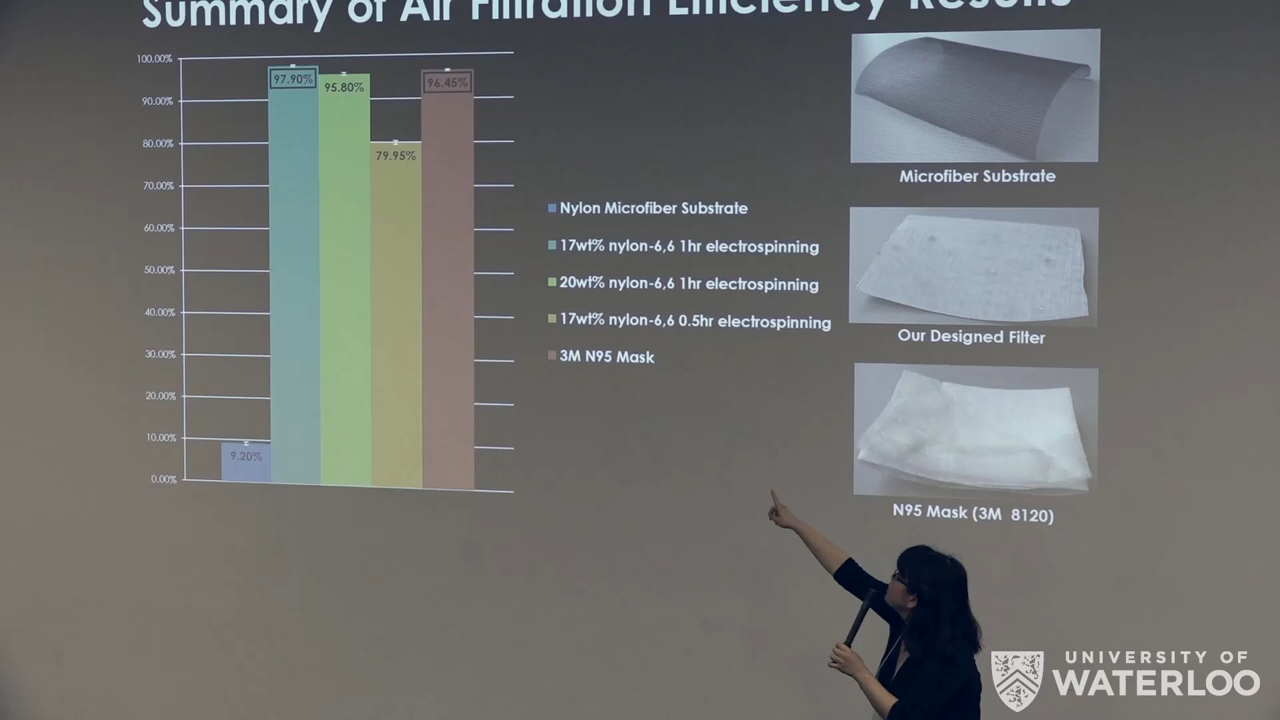 Summary of Air Filtration Efficiency Results
100.00%
90.00%
80.00%
70.00%
60.00%
50.00%
40.00%
30.00%
20.00%
10.00%
0.00%
9.20%
97.90%
95.80%
79.95%
96.45%
Nylon Microfiber Substrate
17wt% nylon-6,6 1hr electrospinning
20wt% nylon-6,6 1hr electrospinning
17wt% nylon-6,6 0.5hr electrospinning
3M N95 Mask
Microfiber Substrate
Our Designed Filter
N95 Mask (3M 8120)
UNIVERSITY OF
WATERLOO